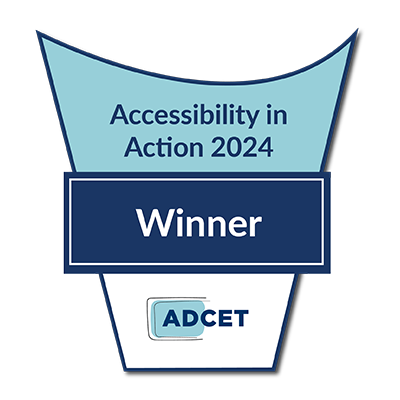 Accessibility in
Action 2024
Winner
ADCET